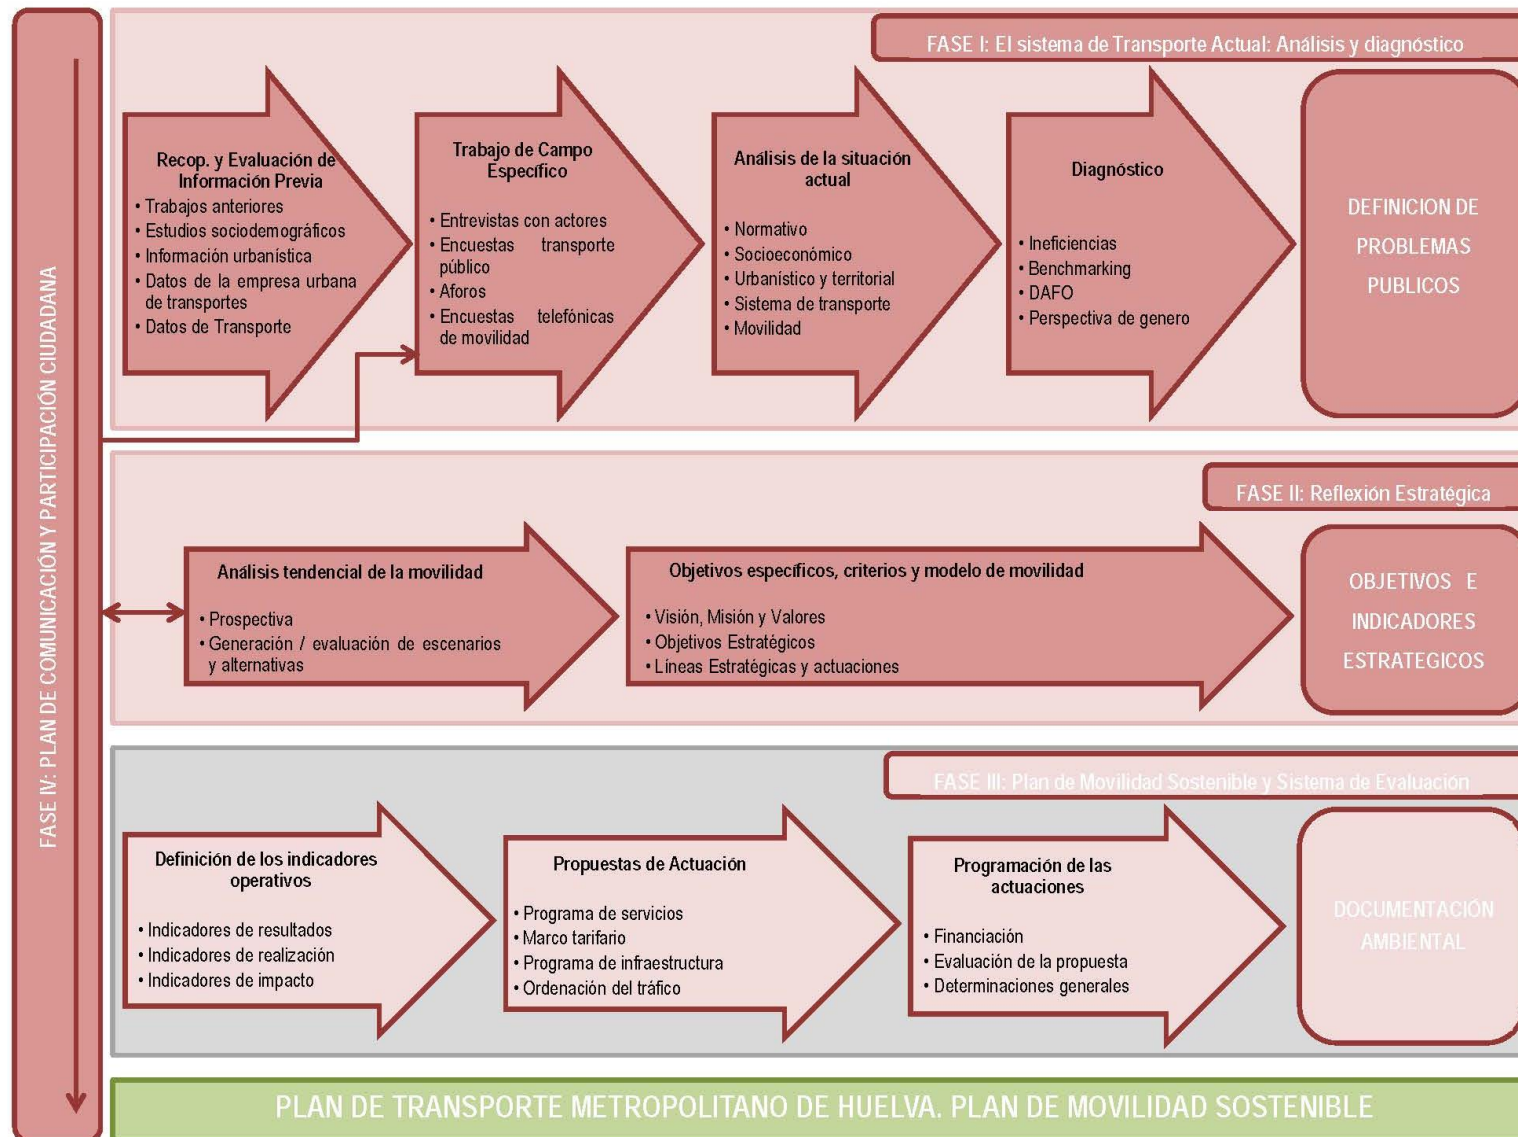 FASE IV: PLAN DE COMUNICACIÓN Y PARTICIPACIÓN CIUDADANA
FASE I: El sistema de Transporte Actual: Análisis y diagnóstico
Recop. y Evaluación de
Información Previa
• Trabajos anteriores
• Estudios sociodemográficos
• Información urbanística
• Datos de la empresa urbana
de transportes
• Datos de Transporte
Trabajo de Campo
Específico
• Entrevistas con actores
• Encuestas transporte
público
• Aforos
• Encuestas telefónicas
de movilidad
Análisis de la situación
actual
• Normativo
• Socioeconómico
• Urbanístico y territorial
• Sistema de transporte
• Movilidad
Diagnóstico
• Ineficiencias
• Benchmarking
• DAFO
• Perspectiva de genero
DEFINICION DE
PROBLEMAS
PUBLICOS
FASE II: Reflexión Estratégica
Análisis tendencial de la movilidad
• Prospectiva
• Generación / evaluación de escenarios
y alternativas
Objetivos específicos, criterios y modelo de movilidad
• Visión, Misión y Valores
• Objetivos Estratégicos
• Líneas Estratégicas y actuaciones
OBJETIVOS E
INDICADORES
ESTRATEGICOS
FASE III: Plan de Movilidad Sostenible y Sistema de Evaluación
Definición de los indicadores
operativos
• Indicadores de resultados
• Indicadores de realización
• Indicadores de impacto
Propuestas de Actuación
• Programa de servicios
• Marco tarifario
• Programa de infraestructura
• Ordenación del tráfico
Programación de las
actuaciones
• Financiación
• Evaluación de la propuesta
• Determinaciones generales
DOCUMENTACIÓN
AMBIENTAL
PLAN DE TRANSPORTE METROPOLITANO DE HUELVA. PLAN DE MOVILIDAD SOSTENIBLE